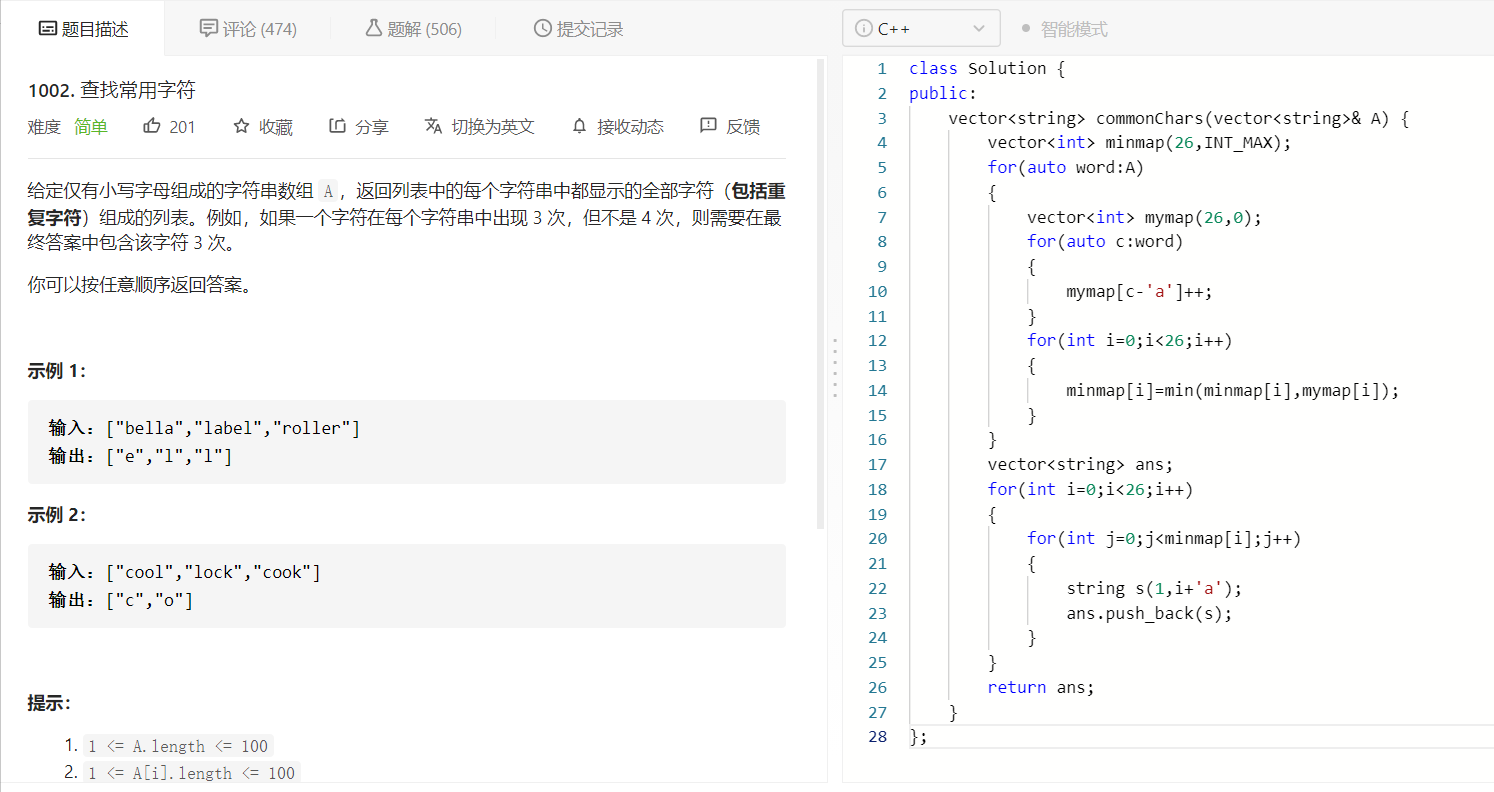 题目描述
评论 (474)
题解 (506)
提交记录
1002. 查找常用字符
难度 简单 201 收藏 分享 切换为英文 接收动态 反馈
给定仅有小写字母组成的字符串数组 A，返回列表中的每个字符串中都显示的全部字符（包括重
复字符）组成的列表。例如，如果一个字符在每个字符串中出现 3 次，但不是 4 次，则需要在最
终答案中包含该字符 3 次。
你可以按任意顺序返回答案。
示例 1：
输入：["bella","label","roller"]
输出：["e","l","l"]
示例 2：
输入：["cool","lock","cook"]
输出：["c","o"]
提示：
1. 1 <= A.length <= 100
2. 1 <= A[i].length <= 100
C++
智能模式
1 class Solution {
2 public:
3     vector<string> commonChars(vector<string>& A) {
4         vector<int> minmap(26,INT_MAX);
5         for(auto word:A)
6         {
7             vector<int> mymap(26,0);
8             for(auto c:word)
9             {
10                 mymap[c-'a']++;
11             }
12             for(int i=0;i<26;i++)
13             {
14                 minmap[i]=min(minmap[i],mymap[i]);
15             }
16         }
17         vector<string> ans;
18         for(int i=0;i<26;i++)
19         {
20             for(int j=0;j<minmap[i];j++)
21             {
22                 string s(1,i+'a');
23                 ans.push_back(s);
24             }
25         }
26         return ans;
27     }
28 };